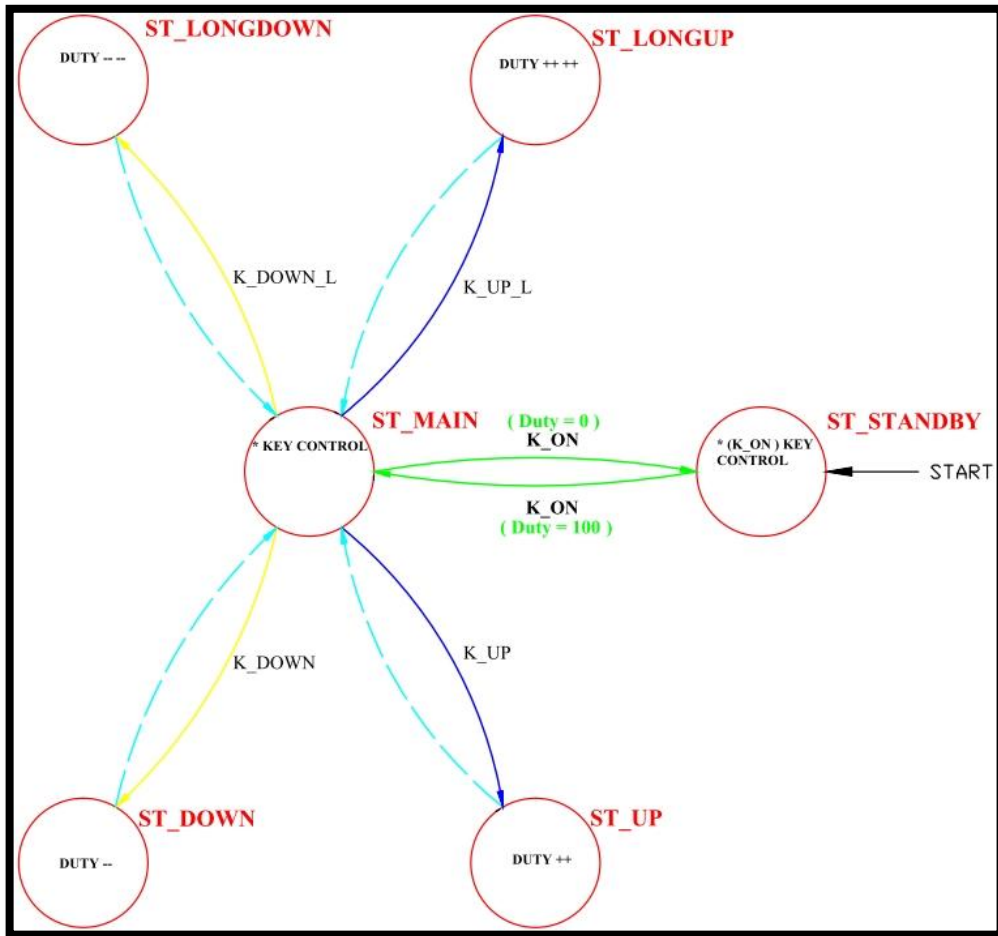 ST_LONGDOWN
DUTY -- --
ST_LONGUP
DUTY ++ ++
K_DOWN_L
K_UP_L
ST_MAIN
* KEY CONTROL
( Duty = 0 )
K_ON
K_ON
( Duty = 100 )
ST_STANDBY
* (K_ON ) KEY
CONTROL
START
K_DOWN
K_UP
ST_DOWN
DUTY --
ST_UP
DUTY ++